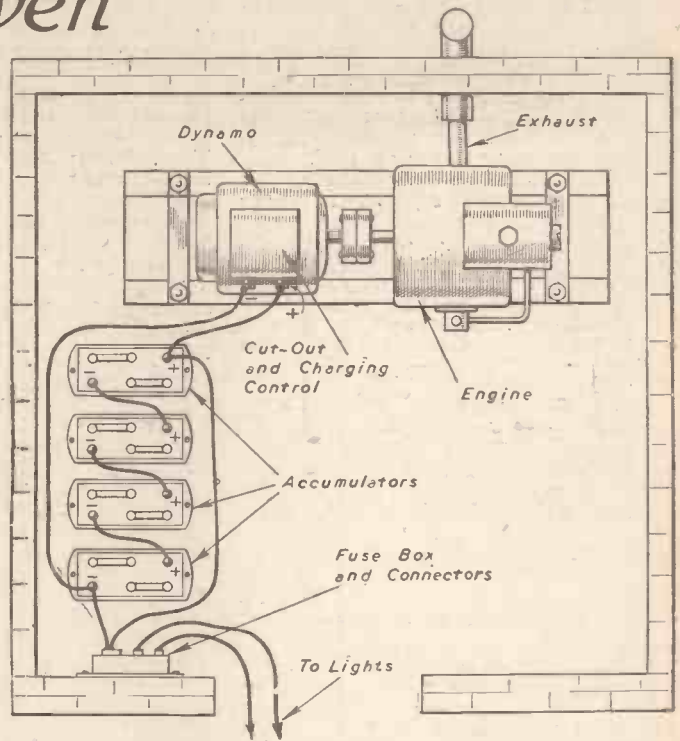 Dynamo
Exhaust
−
+
Cut-Out
and Charging
Control
Engine
− +
− +
Accumulators
− +
− +
Fuse Box
and Connectors
To Lights